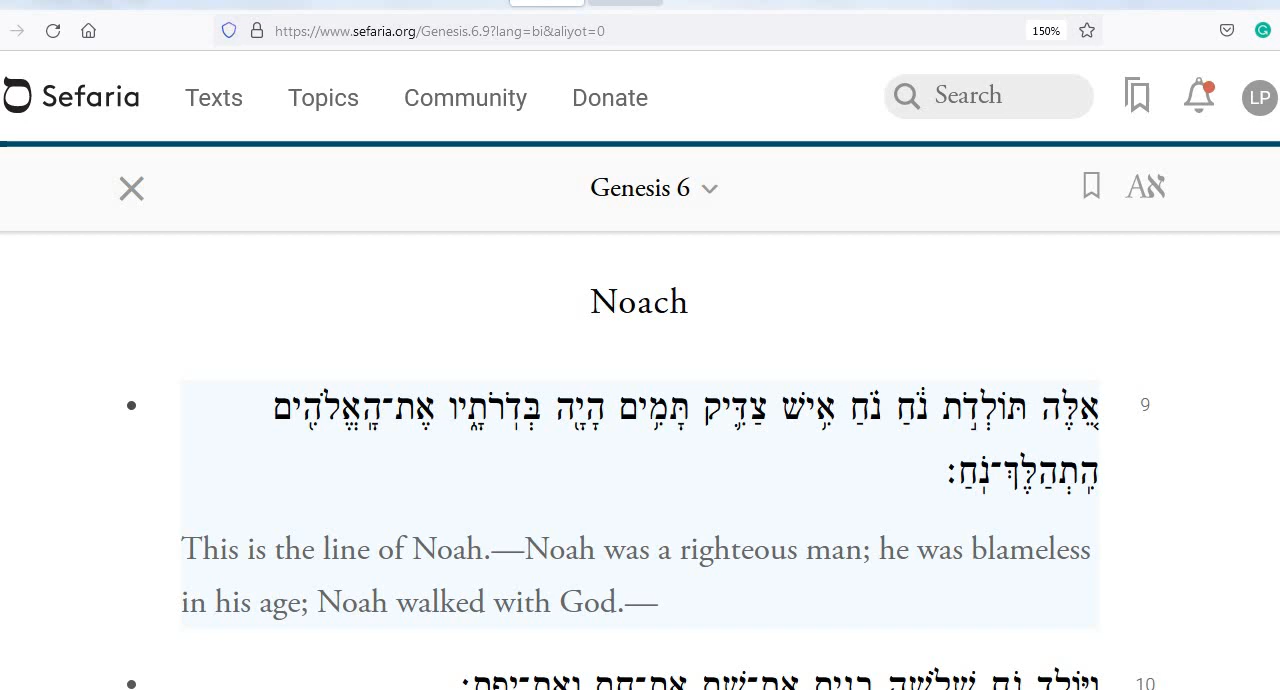 https://www.sefaria.org/Genesis.6.9?lang=bi&aliyot=0 150%
Sefaria Texts Topics Community Donate Search LP
Genesis 6
Noach
אֵ֚לֶּה תּוֹלְדֹ֣ת נֹ֔חַ נֹ֗חַ אִ֥ישׁ צַדִּ֛יק תָּמִ֥ים הָיָ֖ה בְּדֹֽרֹתָ֑יו אֶת־הָֽאֱלֹהִ֖ים 9
הִֽתְהַלֶּךְ־נֹֽחַ׃
This is the line of Noah.—Noah was a righteous man; he was blameless
in his age; Noah walked with God.—
וַיּ֥וֹלֶד נֹ֖חַ שְׁלֹשָׁ֣ה בָנִ֑ים אֶת־שֵׁ֖ם אֶת־חָ֥ם וְאֶת־יָֽפֶת׃ 10